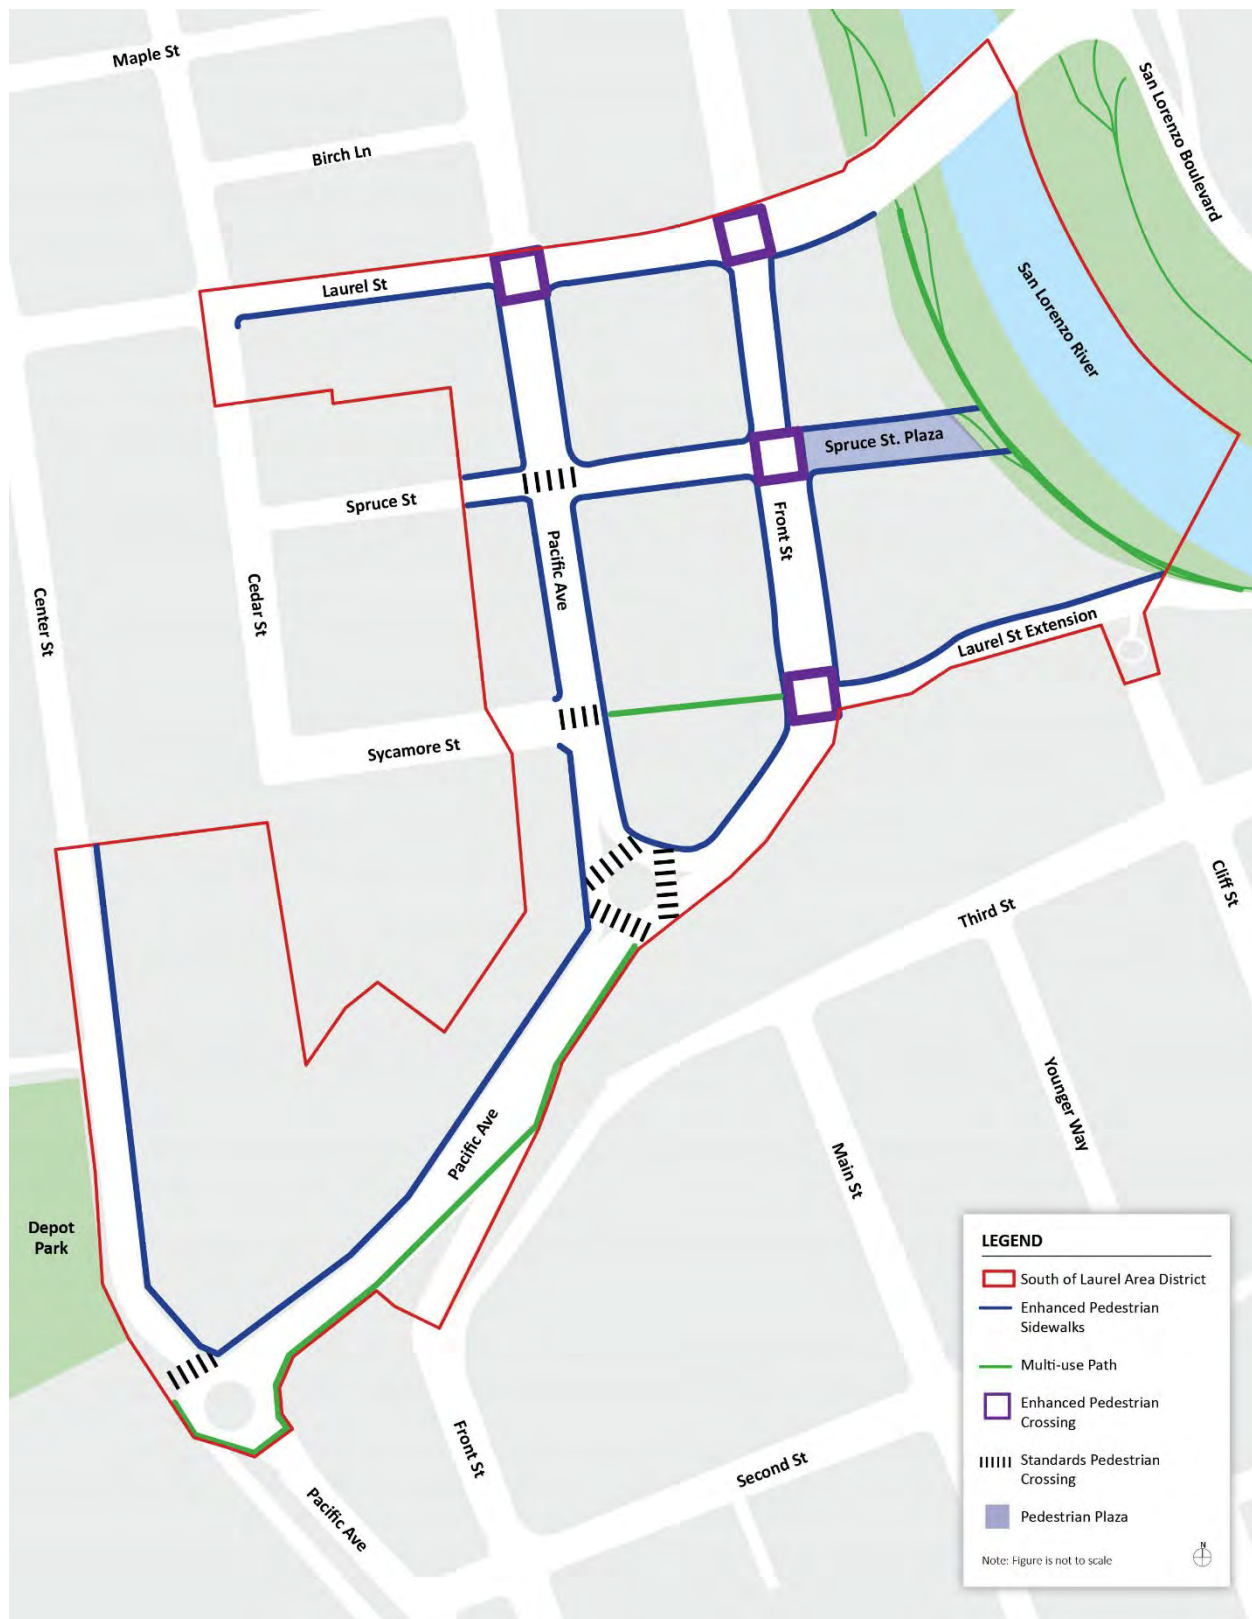 Maple St
San Lorenzo Boulevard
Birch Ln
Laurel St
San Lorenzo River
Spruce St. Plaza
Spruce St
Front St
Pacific Ave
Cedar St
Center St
Laurel St Extension
Sycamore St
Cliff St
Third St
Younger Way
Pacific Ave
Main St
Depot
Park
Front St
Second St
Pacific Ave
LEGEND
South of Laurel Area District
Enhanced Pedestrian
Sidewalks
Multi-use Path
Enhanced Pedestrian
Crossing
Standards Pedestrian
Crossing
Pedestrian Plaza
Note: Figure is not to scale
N